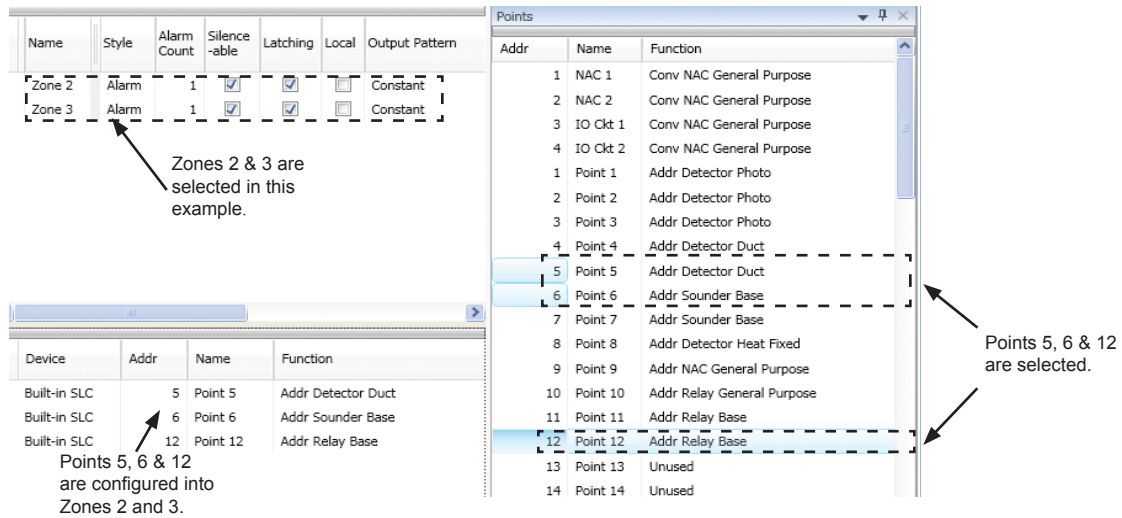 Name Style Alarm Count Silence -able Latching Local Output Pattern
Zone 2 Alarm 1 Constant
Zone 3 Alarm 1 Constant
Zones 2 & 3 are
selected in this
example.
Device Addr Name Function
Built-in SLC 5 Point 5 Addr Detector Duct
Built-in SLC 6 Point 6 Addr Sounder Base
Built-in SLC 12 Point 12 Addr Relay Base
Points 5, 6 & 12
are configured into
Zones 2 and 3.
Points
Addr Name Function
1 NAC 1 Conv NAC General Purpose
2 NAC 2 Conv NAC General Purpose
3 IO Ckt 1 Conv NAC General Purpose
4 IO Ckt 2 Conv NAC General Purpose
1 Point 1 Addr Detector Photo
2 Point 2 Addr Detector Photo
3 Point 3 Addr Detector Photo
4 Point 4 Addr Detector Duct
5 Point 5 Addr Detector Duct
6 Point 6 Addr Sounder Base
7 Point 7 Addr Sounder Base
8 Point 8 Addr Detector Heat Fixed
9 Point 9 Addr NAC General Purpose
10 Point 10 Addr Relay General Purpose
11 Point 11 Addr Relay Base
12 Point 12 Addr Relay Base
13 Point 13 Unused
14 Point 14 Unused
Points 5, 6 & 12
are selected.